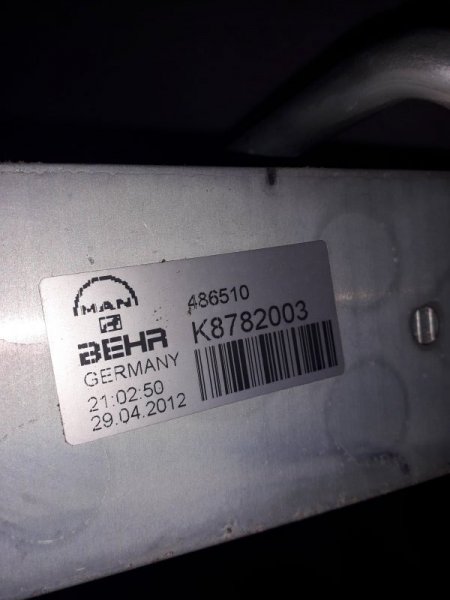 MAN
486510
BEHR
K8782003
GERMANY
21:02:50
29.04.2012